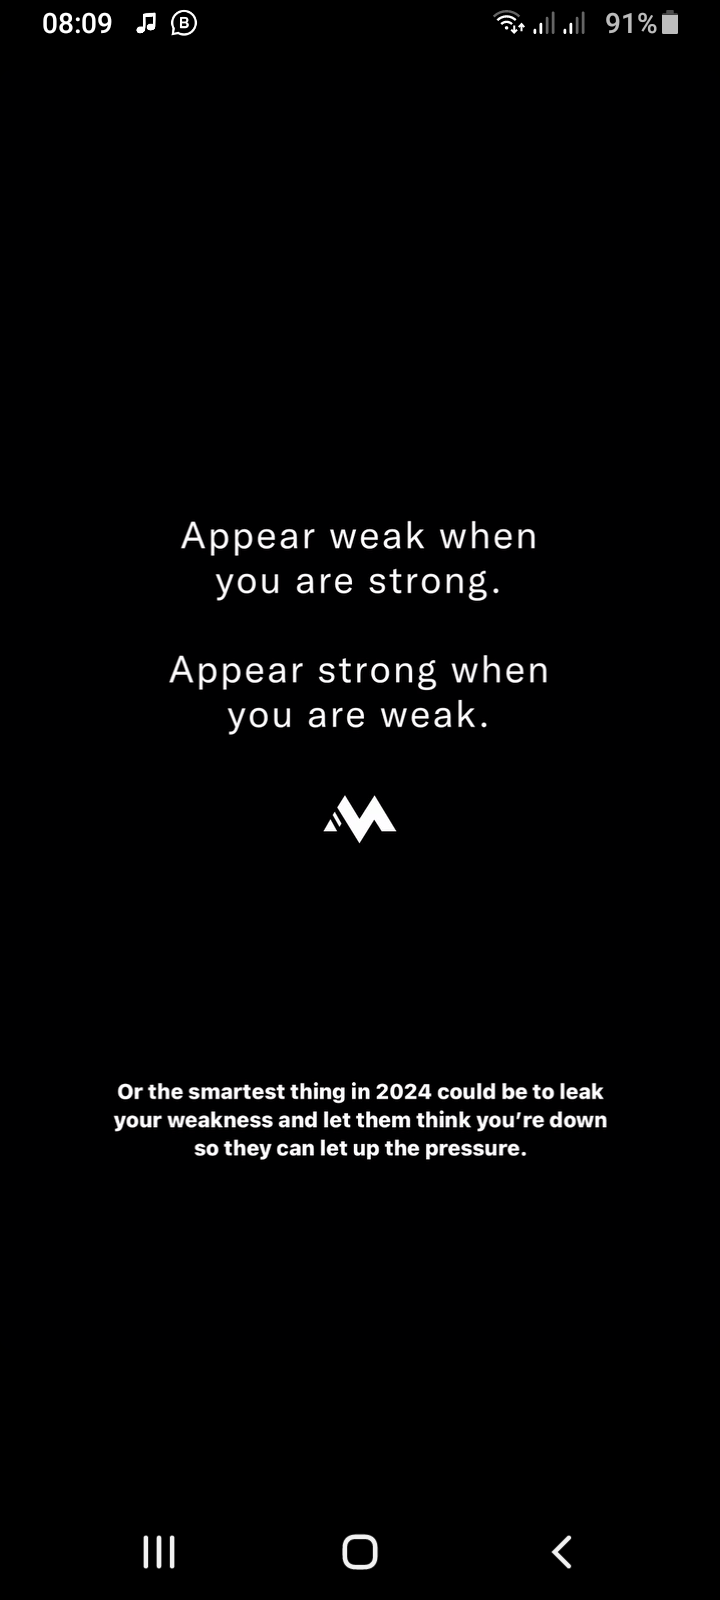 08:09
91%
Appear weak when
you are strong.
Appear strong when
you are weak.
Or the smartest thing in 2024 could be to leak
your weakness and let them think you’re down
so they can let up the pressure.